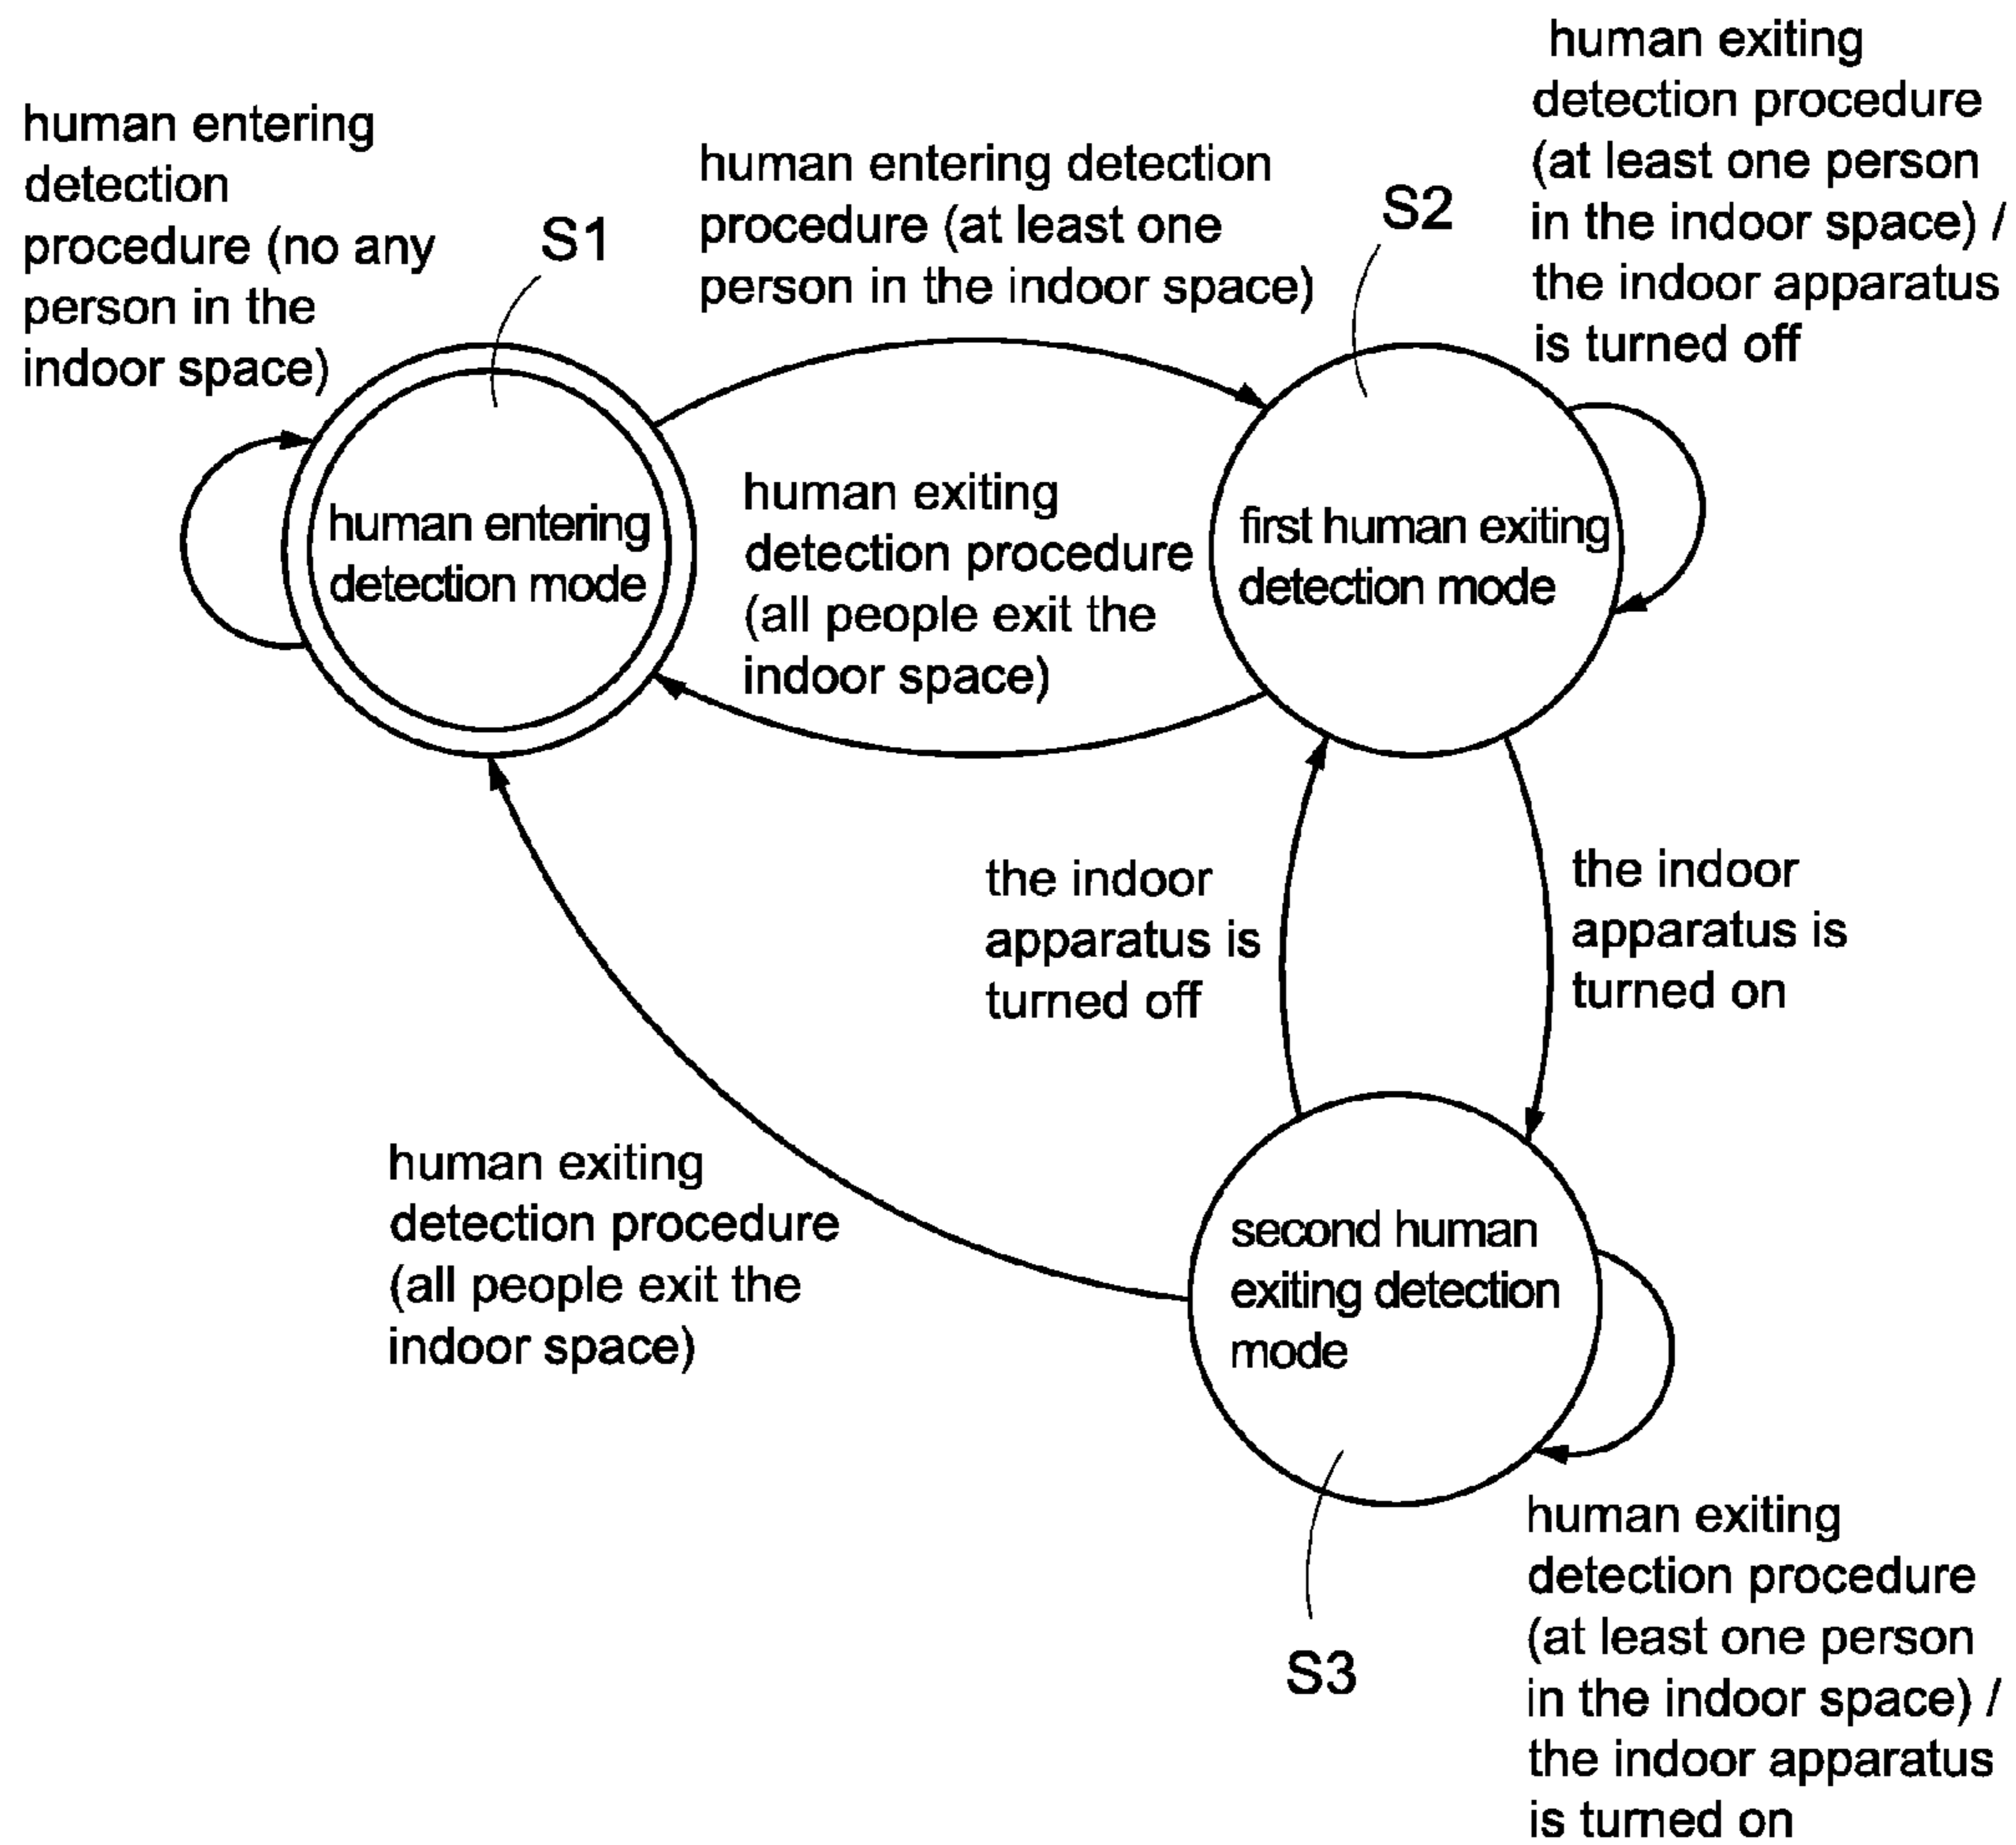 human entering
detection
procedure (no any
person in the
indoor space)
S1
human entering detection
procedure (at least one
person in the indoor space)
S2
human exiting
detection procedure
(at least one person
in the indoor space) /
the indoor apparatus
is turned off
human entering
detection mode
human exiting
detection procedure
(all people exit the
indoor space)
first human exiting
detection mode
the indoor
apparatus is
turned off
the indoor
apparatus is
turned on
human exiting
detection procedure
(all people exit the
indoor space)
second human
exiting detection
mode
S3
human exiting
detection procedure
(at least one person
in the indoor space) /
the indoor apparatus
is turned on